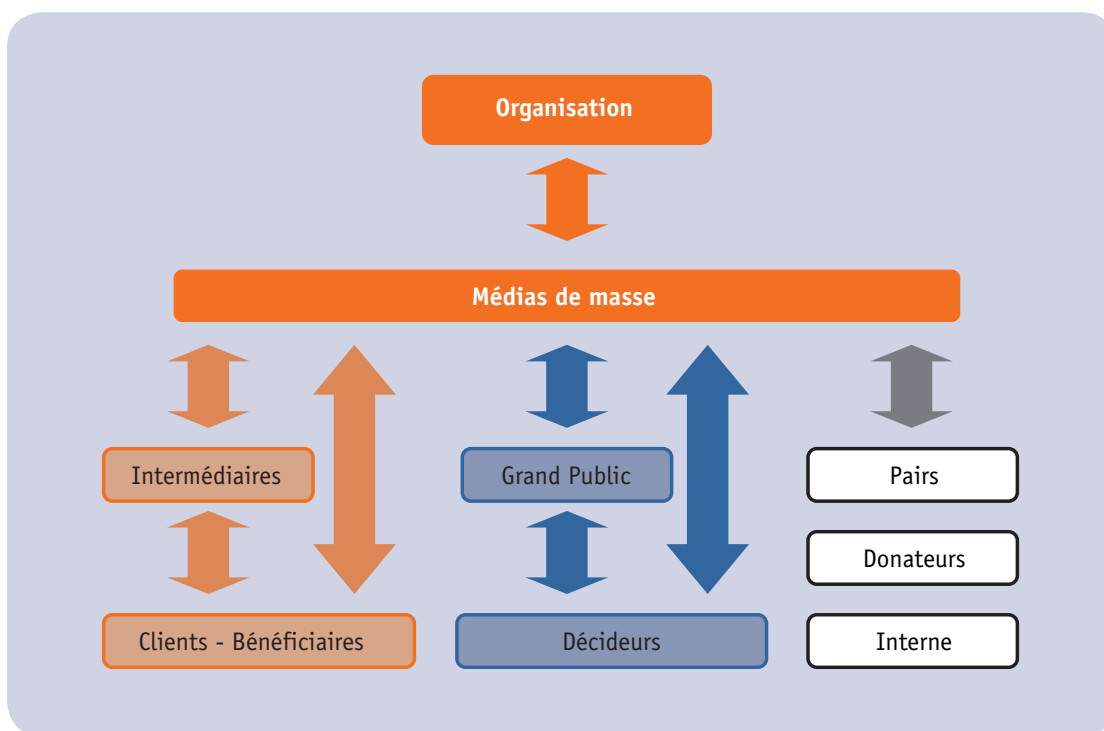 Organisation
Médias de masse
Intermédiaires
Grand Public
Pairs
Donateurs
Clients - Bénéficiaires
Décideurs
Interne